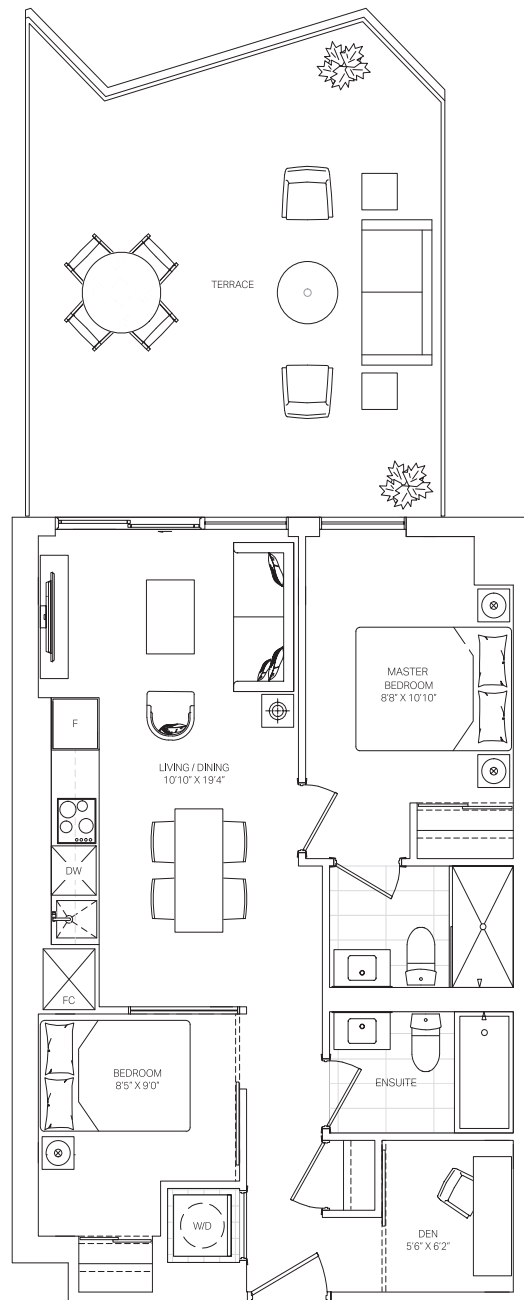 TERRACE
MASTER
BEDROOM
8'8" X 10'10"
F
LIVING / DINING
10'10" X 19'4"
DW
FC
BEDROOM
8'5" X 9'0"
ENSUITE
W/D
DEN
5'6" X 6'2"